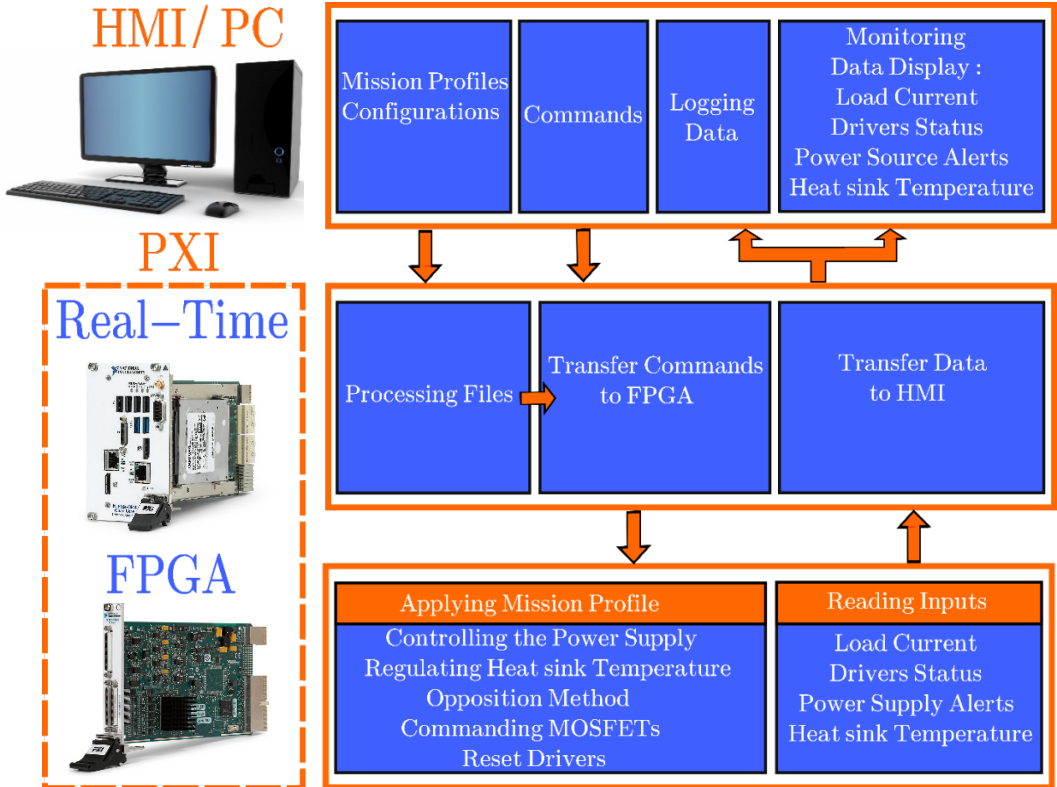 HMI/ PC
Mission Profiles
Configurations
Commands
Logging
Data
Monitoring
Data Display :
Load Current
Drivers Status
Power Source Alerts
Heat sink Temperature
PXI
Real–Time
NATIONAL
INSTRUMENTS
Processing Files
Transfer Commands
to FPGA
Transfer Data
to HMI
FPGA
Applying Mission Profile
Controlling the Power Supply
Regulating Heat sink Temperature
Opposition Method
Commanding MOSFETs
Reset Drivers
Reading Inputs
Load Current
Drivers Status
Power Supply Alerts
Heat sink Temperature
PXI